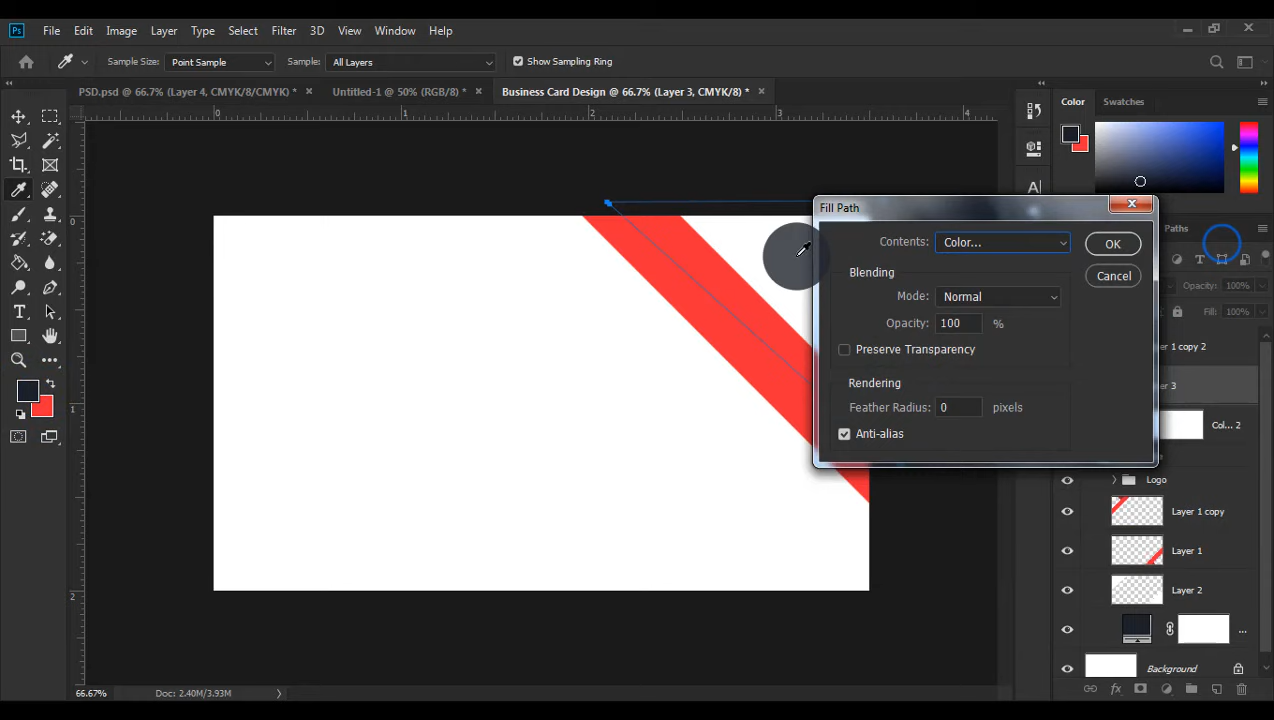 Ps File Edit Image Layer Type Select Filter 3D View Window Help
Sample Size: Point Sample Sample: All Layers Show Sampling Ring
PSD.psd @ 66.7% (Layer 4, CMYK/8/CMYK) * Untitled-1 @ 50% (RGB/8) * Business Card Design @ 66.7% (Layer 3, CMYK/8) *
Color Swatches
0 1 2 3 4
0
1
2
Fill Path
Contents: Color... OK
Cancel
Blending
Mode: Normal
Opacity: 100 %
Preserve Transparency
Rendering
Feather Radius: 0 pixels
Anti-alias
Paths
Opacity: 100%
Fill: 100%
1 copy 2
3
Col... 2
Logo
Layer 1 copy
Layer 1
Layer 2
...
Background
66.67% Doc: 2.40M/3.93M